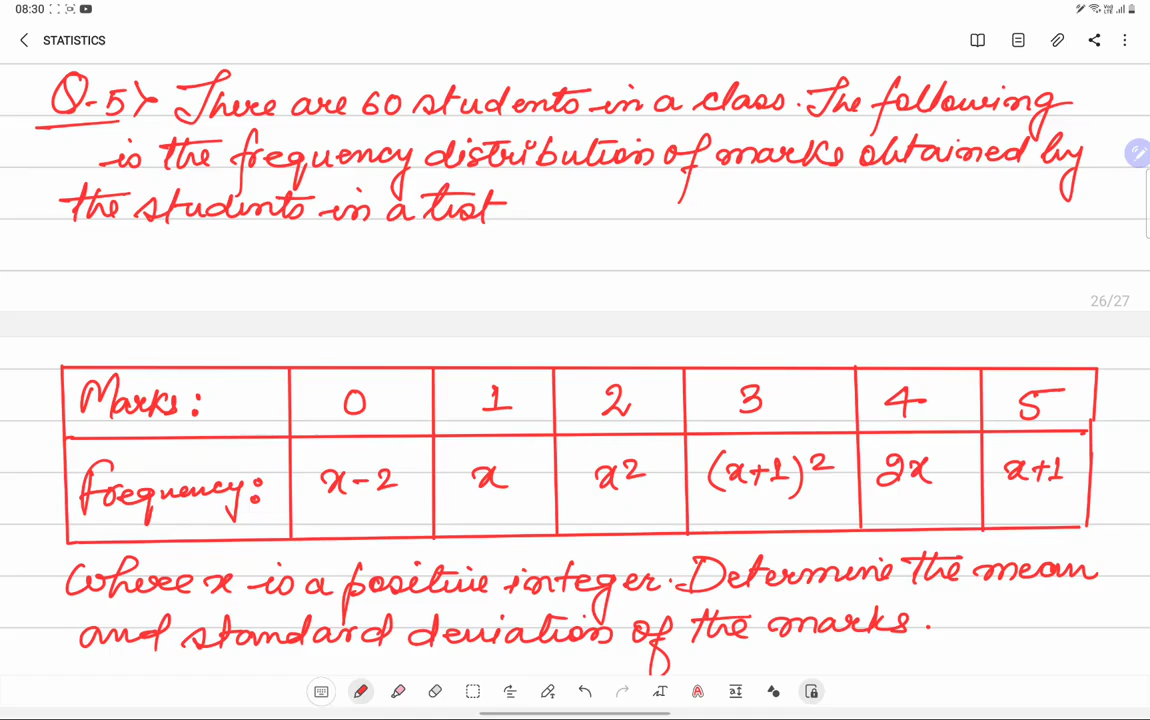 08:30
STATISTICS
Q-5> There are 60 students in a class. The following
is the frequency distribution of marks obtained by
the students in a test
26/27
Marks: 0 1 2 3 4 5
Frequency: x-2 x x² (x+1)² 2x x+1
where x is a positive integer. Determine the mean
and standard deviation of the marks.